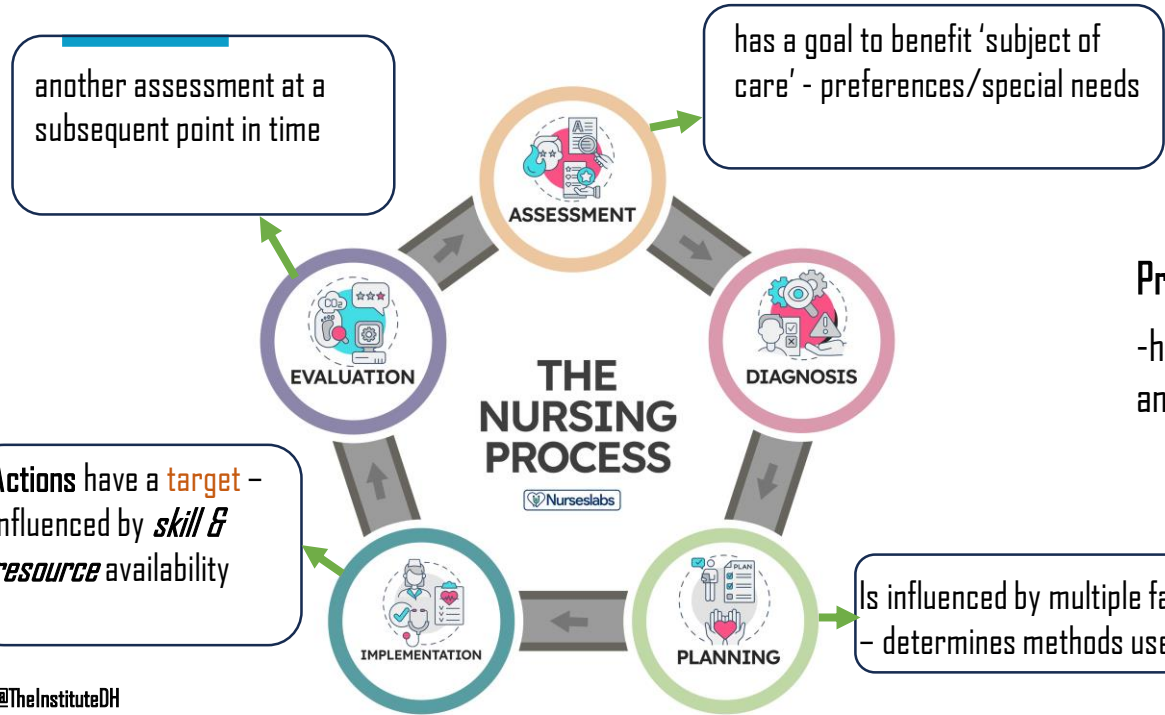 another assessment at a
subsequent point in time
has a goal to benefit ‘subject of
care’ - preferences/special needs
ASSESSMENT
EVALUATION
DIAGNOSIS
THE
NURSING
PROCESS
Nurseslabs
Actions have a target –
influenced by skill &
resource availability
Is influenced by multiple
– determines methods
IMPLEMENTATION
PLANNING
PLAN
A=
CO2
@TheInstituteDH